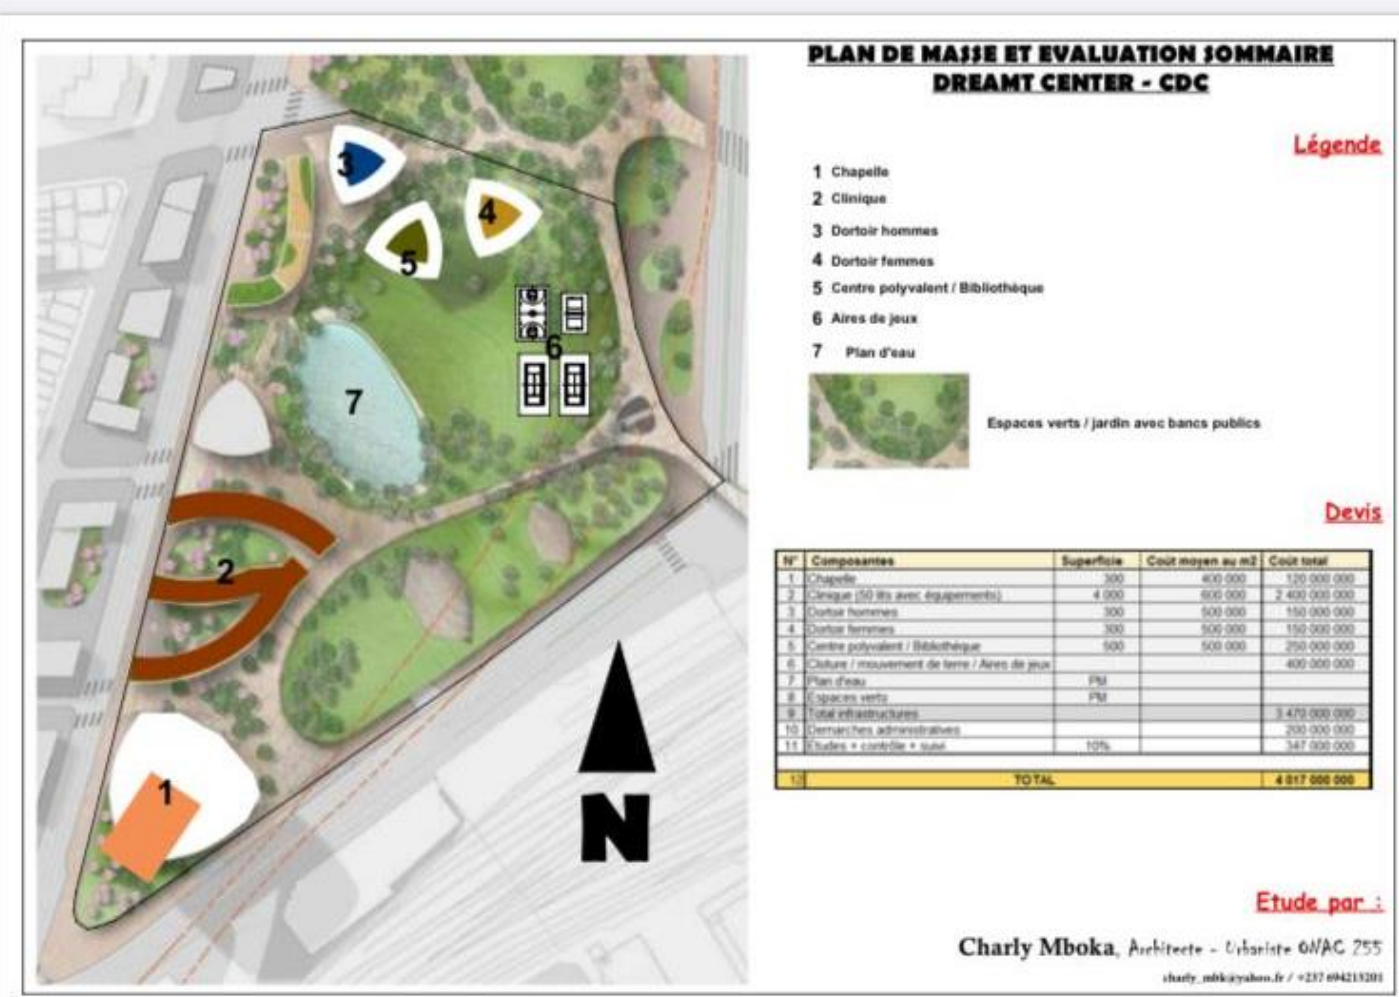 PLAN DE MASSE ET EVALUATION SOMMAIRE
DREAMT CENTER - CDC
Légende
1 Chapelle
2 Clinique
3 Dortoir hommes
4 Dortoir femmes
5 Centre polyvalent / Bibliothèque
6 Aires de jeux
7 Plan d'eau
Espaces verts / jardin avec bancs publics
3
4
5
6
7
2
1
N
Devis
N° Composantes Superficie Coût moyen au m2 Coût total
1 Chapelle 300 400 000 120 000 000
2 Clinique (50 lits avec équipements) 4 000 600 000 2 400 000 000
3 Dortoir hommes 300 500 000 150 000 000
4 Dortoir femmes 300 500 000 150 000 000
5 Centre polyvalent / Bibliothèque 500 500 000 250 000 000
6 Cloture / mouvement de terre / Aires de jeux 400 000 000
7 Plan d'eau PM
8 Espaces verts PM
9 Total infrastructures 3 470 000 000
10 Demarches administratives 200 000 000
11 Etudes + contrôle + suivi 10% 347 000 000
12 TOTAL 4 017 000 000
Etude par :
Charly Mboka, Architecte - Urbaniste ONAC 255
charly_mbk@yahoo.fr / +237 694215201